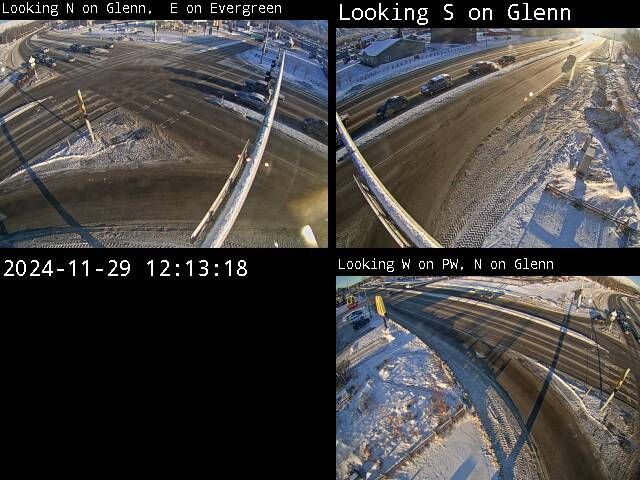 Looking N on Glenn,  E on Evergreen
Looking S on Glenn
2024-11-29 12:13:18
Looking W on PW, N on Glenn